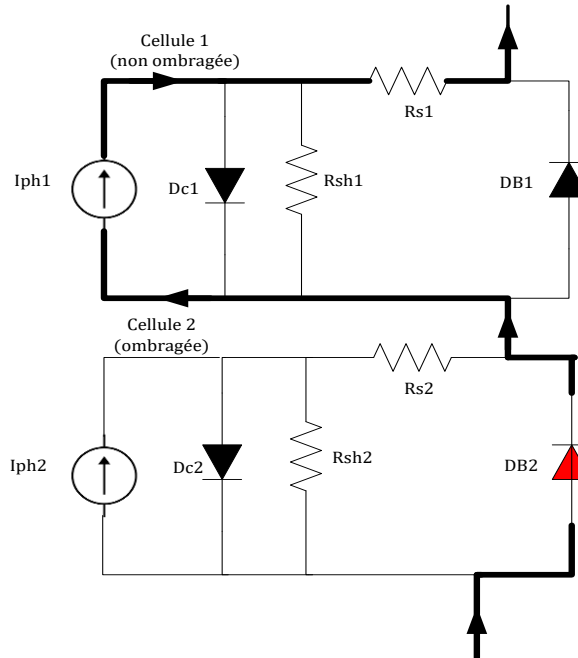 Cellule 1
(non ombragée)
Rs1
Iph1
Dc1
Rsh1
DB1
Cellule 2
(ombragée)
Rs2
Iph2
Dc2
Rsh2
DB2